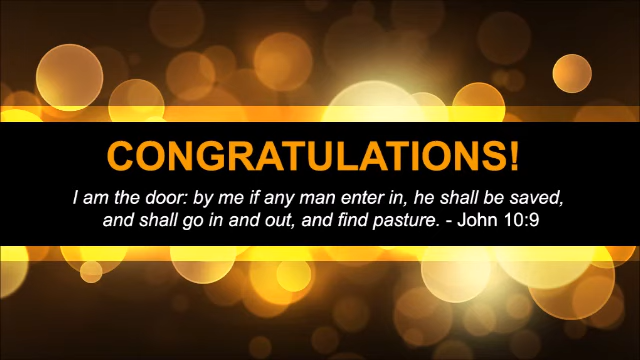 CONGRATULATIONS!
I am the door: by me if any man enter in, he shall be saved,
and shall go in and out, and find pasture. - John 10:9